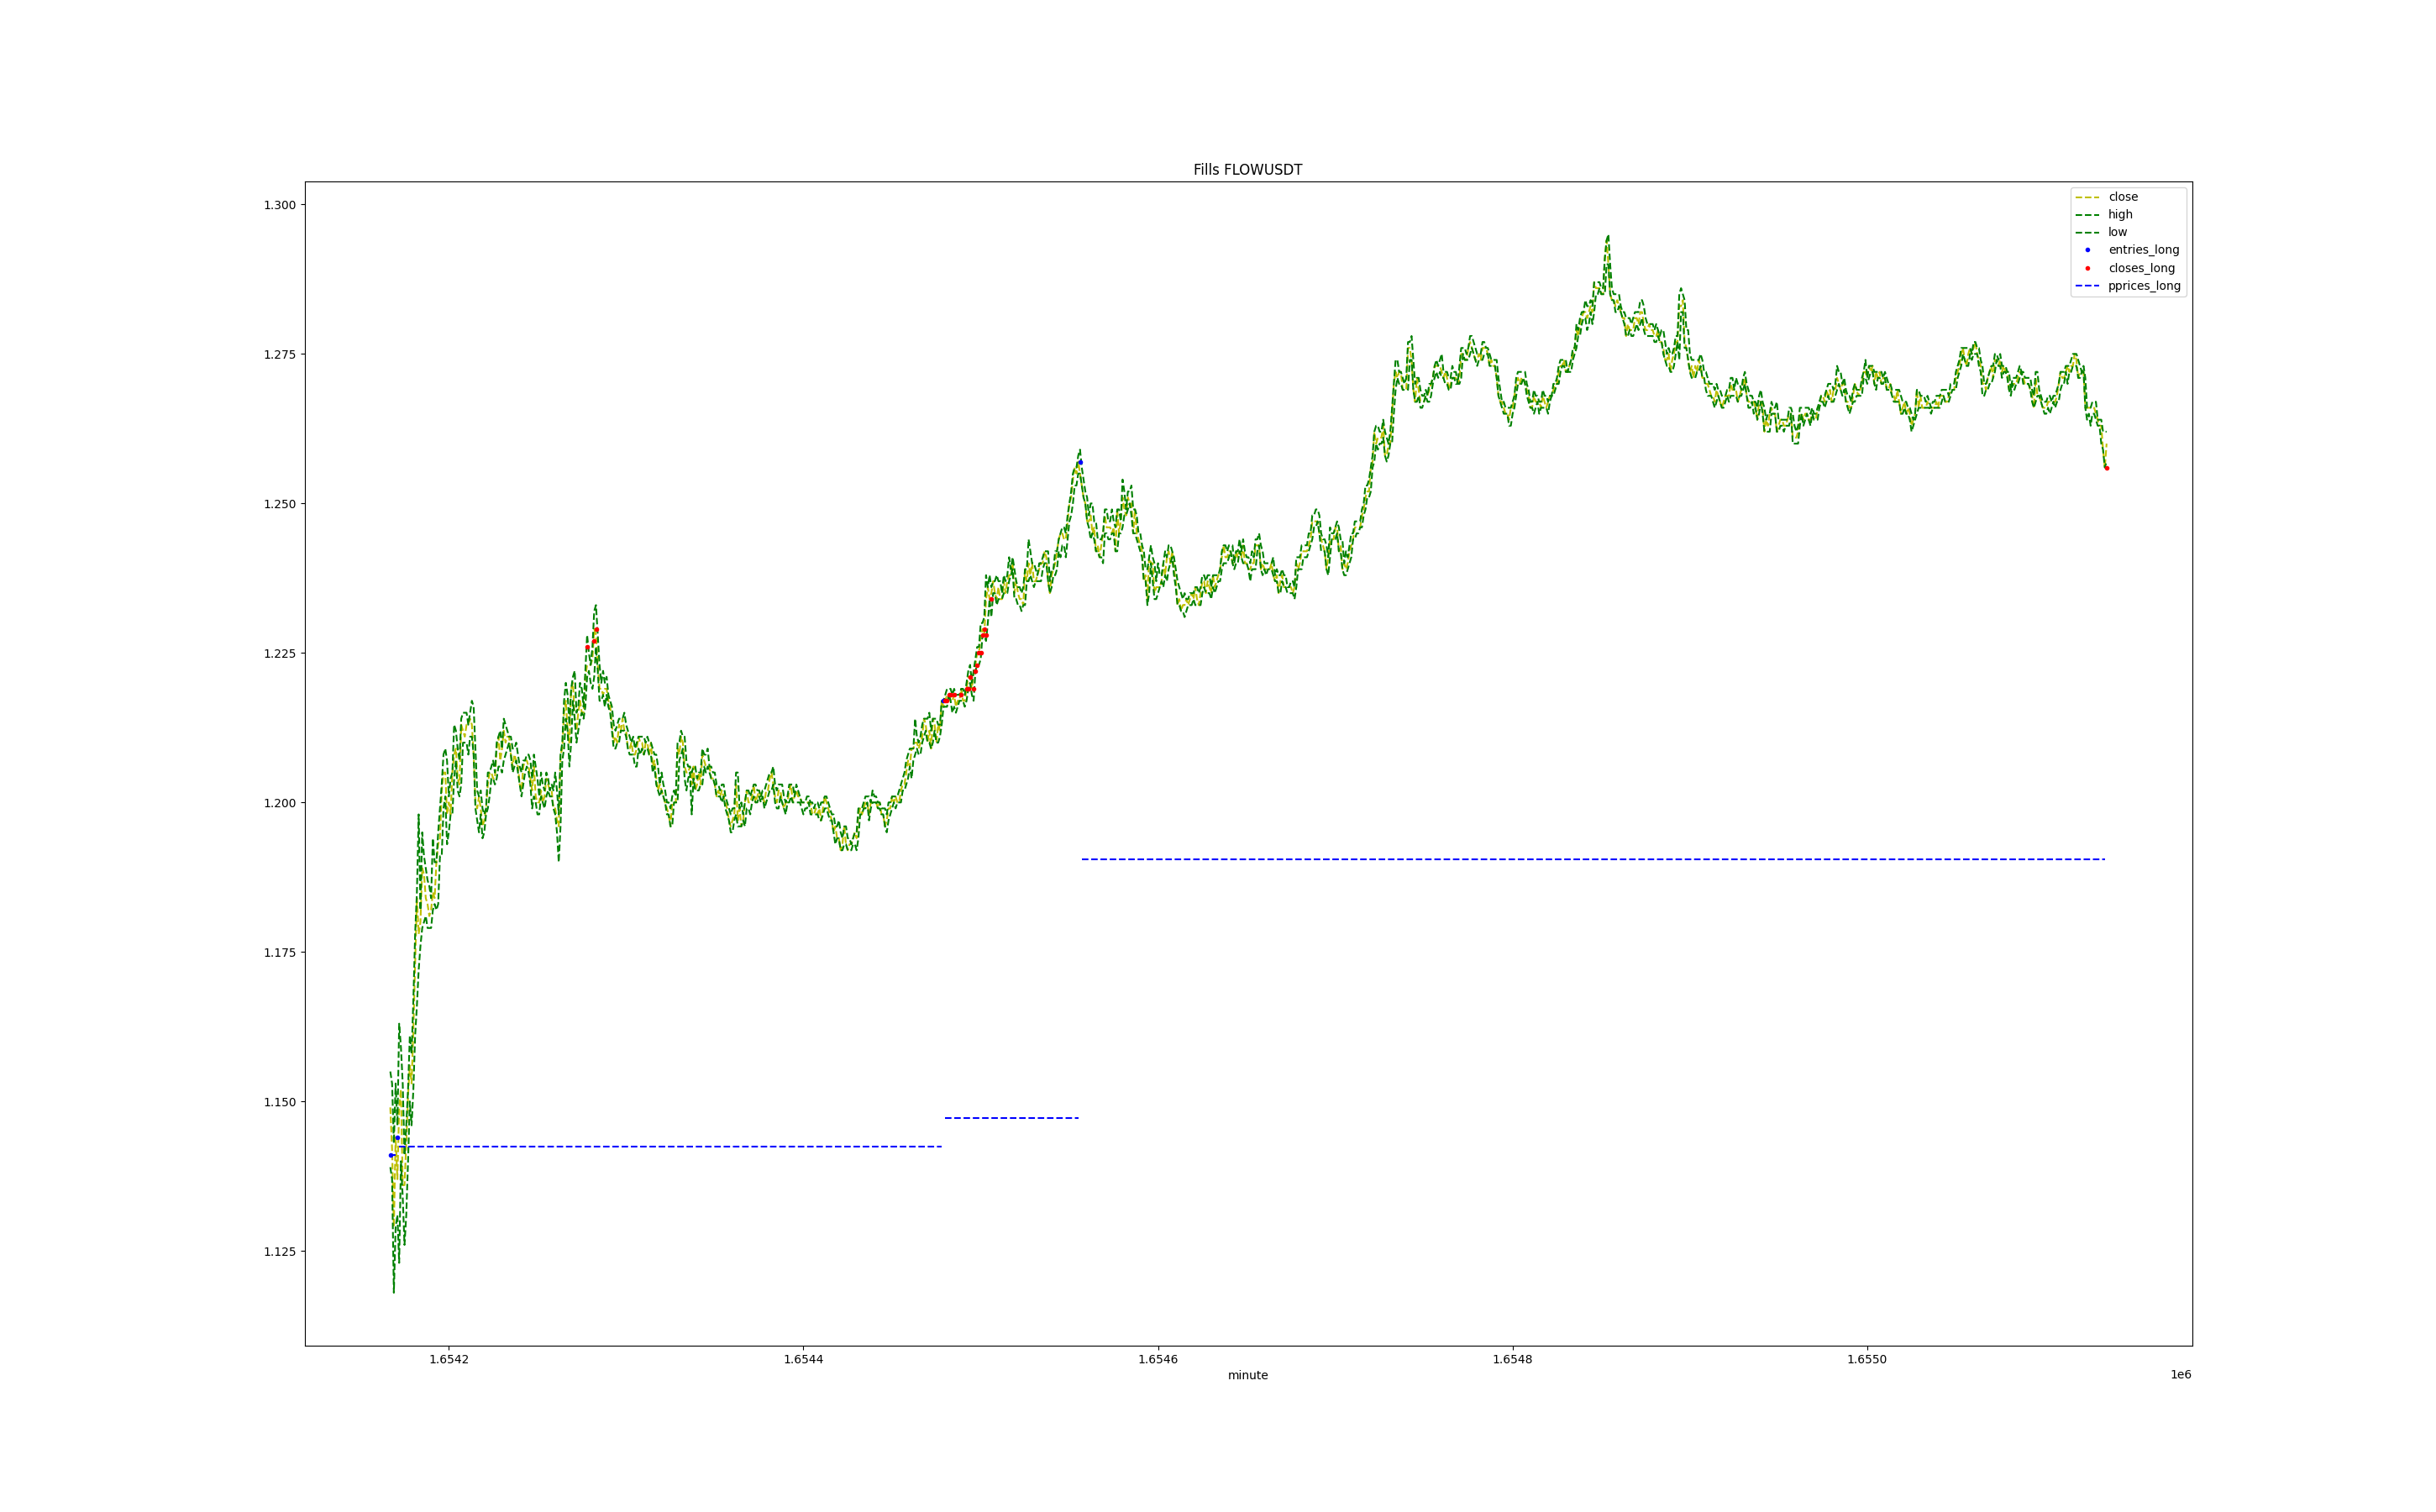 Fills FLOWUSDT
close
high
low
entries_long
closes_long
pprices_long
1.300
1.275
1.250
1.225
1.200
1.175
1.150
1.125
1.6542 1.6544 1.6546 1.6548 1.6550
minute 1e6